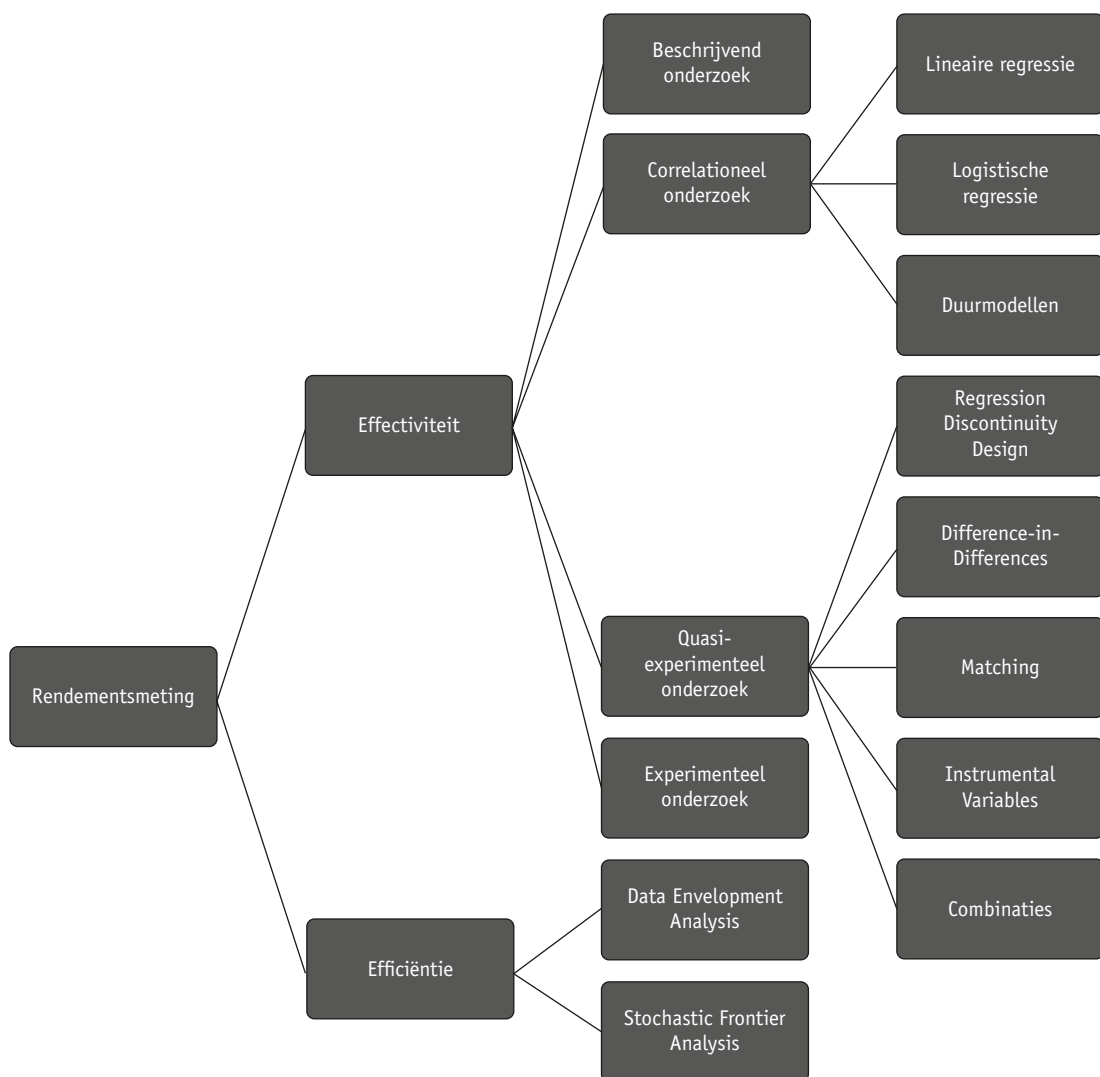 Beschrijvend
onderzoek
Lineaire regressie
Correlationeel
onderzoek
Logistische
regressie
Duurmodellen
Effectiviteit
Regression
Discontinuity
Design
Difference-in-
Differences
Quasi-
experimenteel
onderzoek
Matching
Rendementsmeting
Experimenteel
onderzoek
Instrumental
Variables
Data Envelopment
Analysis
Combinaties
Efficiëntie
Stochastic Frontier
Analysis